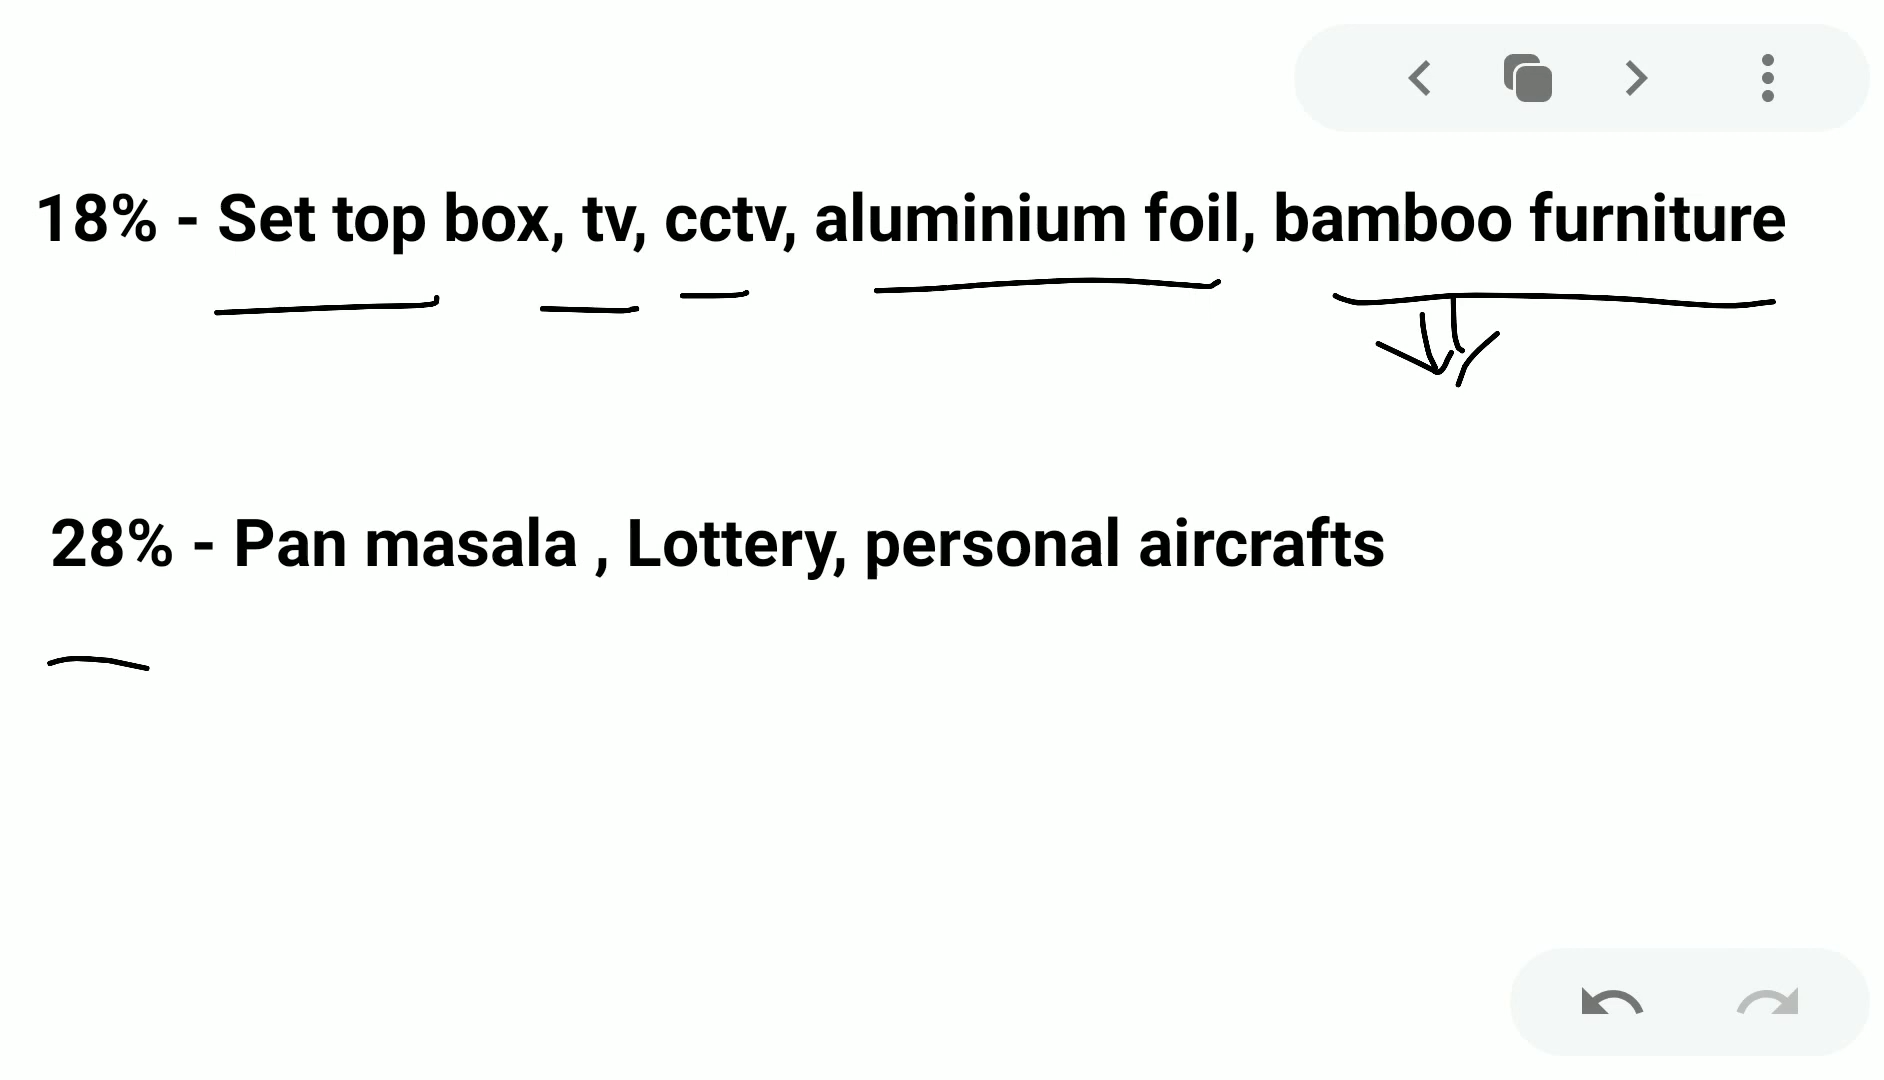 18% - Set top box, tv, cctv, aluminium foil, bamboo furniture
28% - Pan masala , Lottery, personal aircrafts